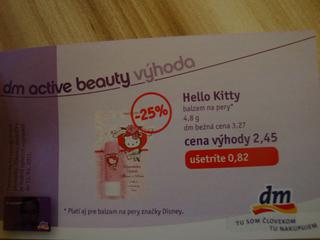 dm active beauty výhoda
-25%
Hello Kitty
balzam na pery*
4,8 g
dm bežná cena 3,27
cena výhody 2,45
ušetríte 0,82
dm
TU SOM ČLOVEKOM
TU NAKUPUJEM
* Platí aj pre balzam na pery značky Disney.